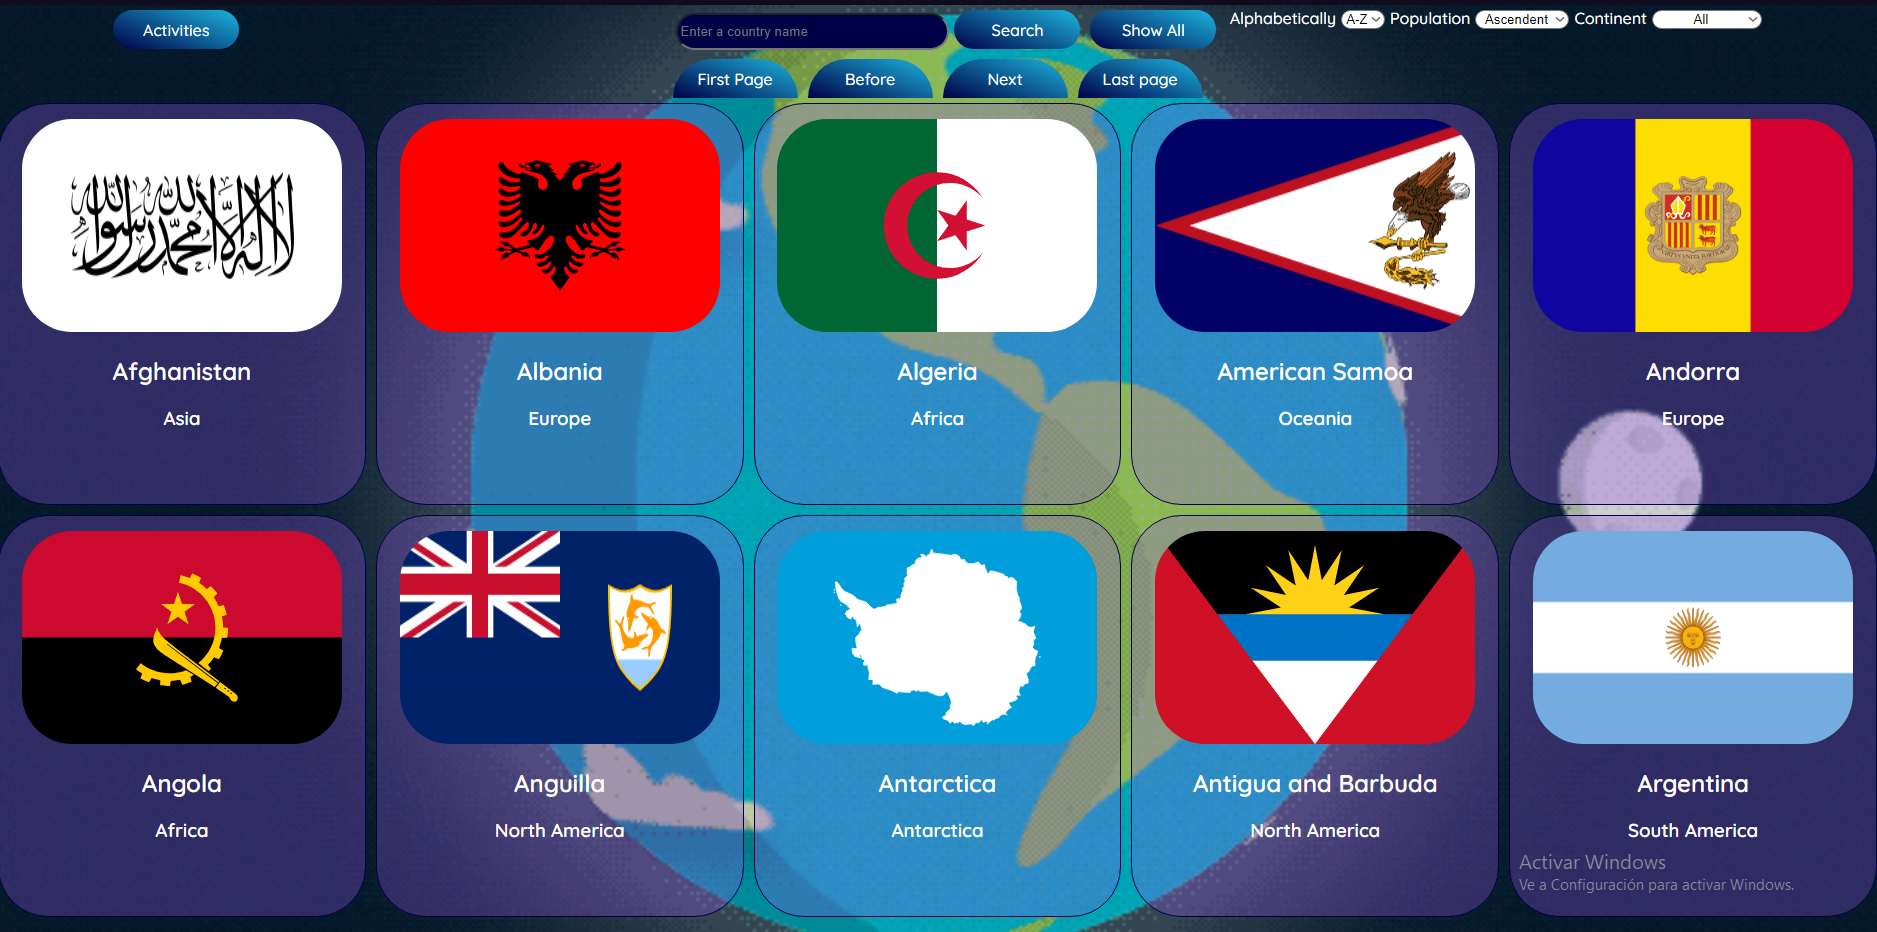 Activities
Enter a country name
Search
Show All
Alphabetically A-Z Population Ascendent Continent All
First Page
Before
Next
Last page
لا إله إلا الله محمد رسول الله
Afghanistan
Asia
Albania
Europe
Algeria
Africa
American Samoa
Oceania
Andorra
Europe
Angola
Africa
Anguilla
North America
Antarctica
Antarctica
Antigua and Barbuda
North America
Argentina
South America
Activar Windows
Ve a Configuración para activar Windows.